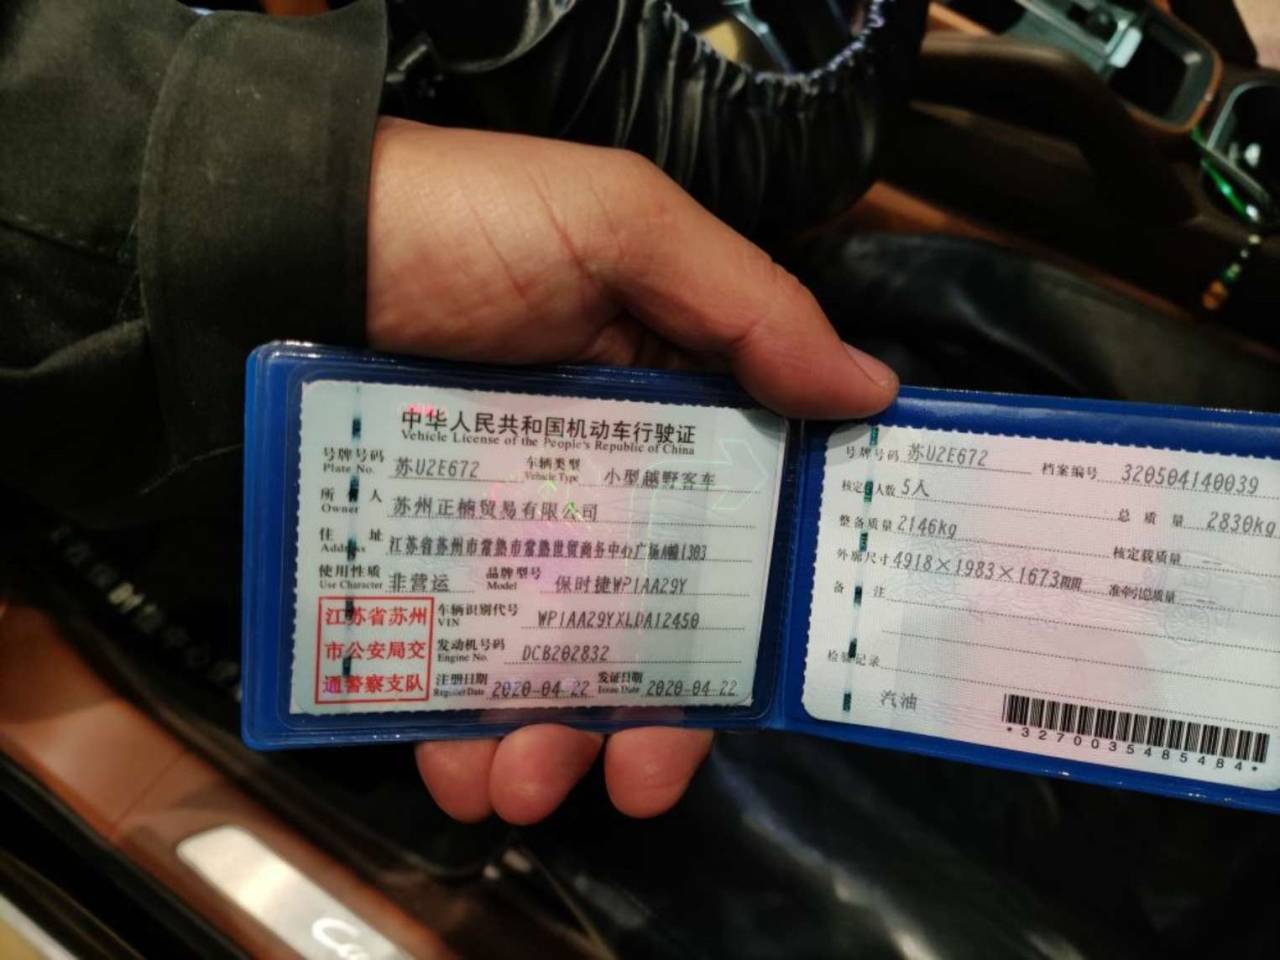 中华人民共和国机动车行驶证
Vehicle License of the People's Republic of China
号牌号码 苏U2E672 车辆类型 小型越野客车
Plate No. Vehicle Type
所有人 苏州正楠贸易有限公司
Owner
住址 江苏省苏州市常熟市常熟世贸商务中心广场A幢1303
Address
使用性质 非营运 品牌型号 保时捷WP1AA29Y
Use Character Model
江苏省苏州
市公安局交
通警察支队
车辆识别代号 WP1AA29YXLDA12450
VIN
发动机号码 DCB202832
Engine No.
注册日期 2020-04-22 发证日期 2020-04-22
Register Date Issue Date
号牌号码 苏U2E672 档案编号 320504140039
核定人数 5人 总质量 2830kg
整备质量 2146kg 核定载质量 --
外廓尺寸 4918×1983×1673mm 准牵引总质量 --
备注
检验记录
汽油
*3270035485484*